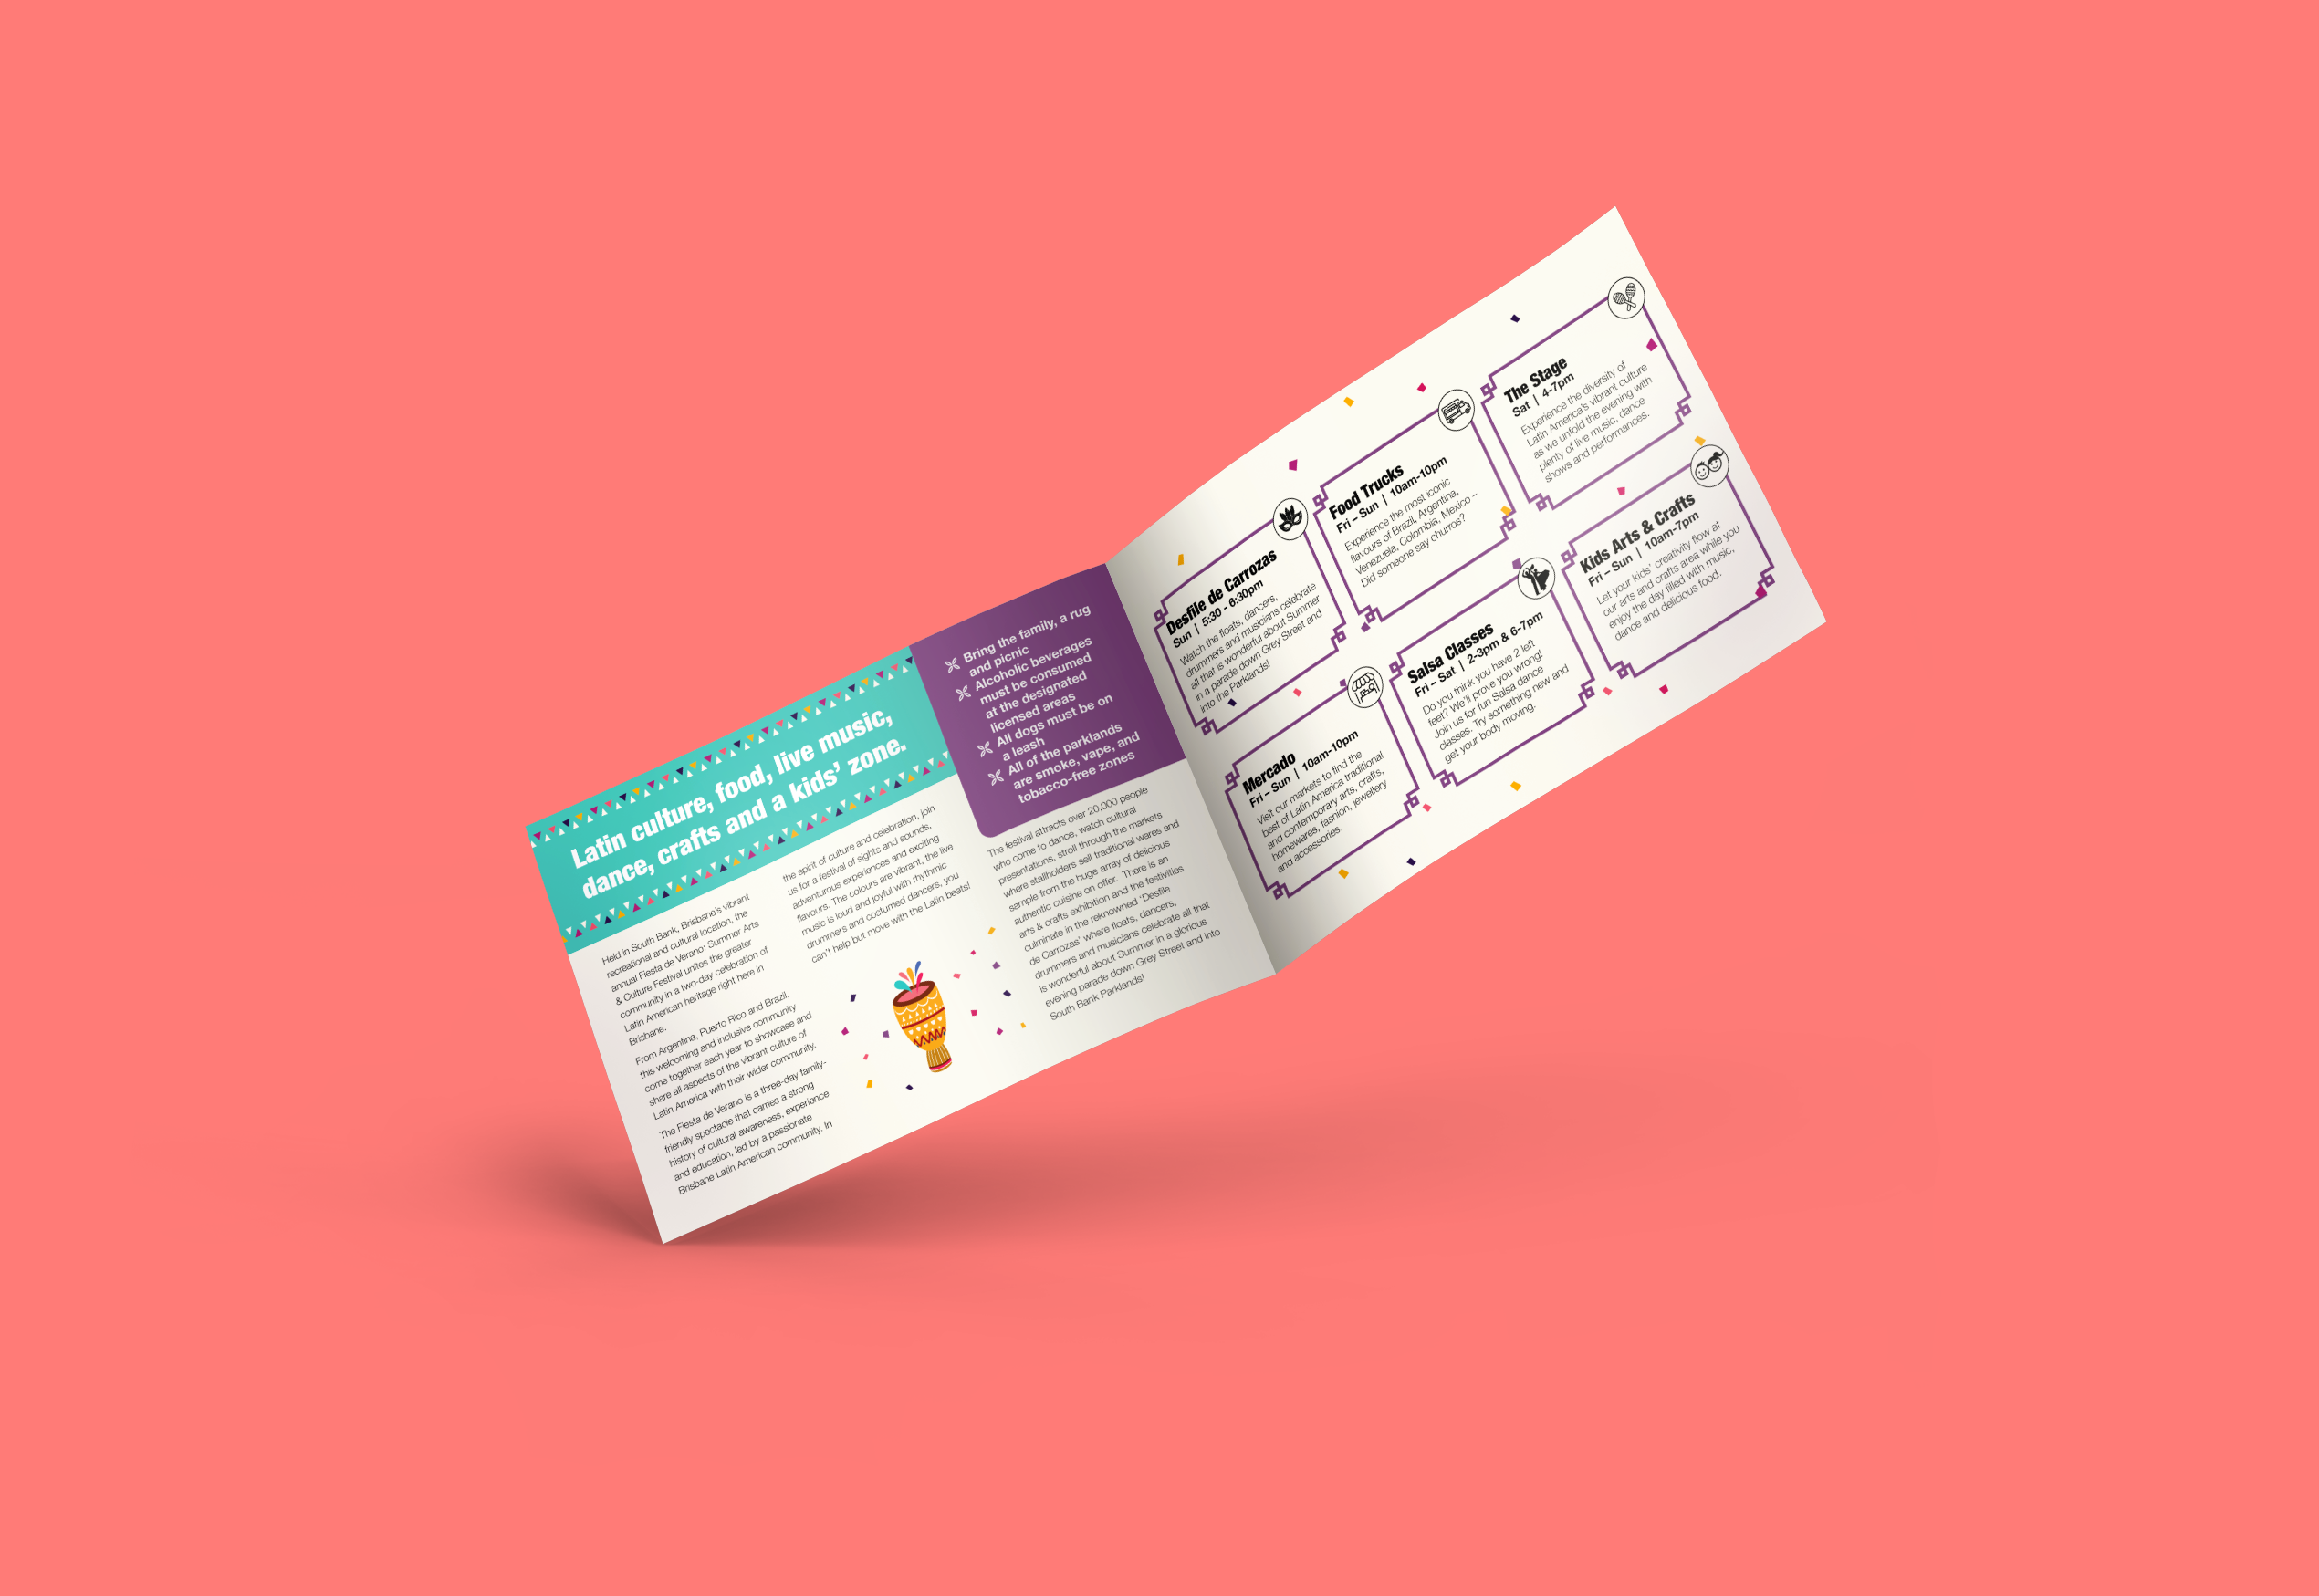 Latin culture, food, live music,
dance, crafts and a kids' zone.
Held in South Bank, Brisbane's vibrant
recreational and cultural location, the
annual Fiesta de Verano: Summer Arts
& Culture Festival unites the greater
community in a two-day celebration of
Latin American heritage right here in
Brisbane.
From Argentina, Puerto Rico and Brazil,
this welcoming and inclusive community
come together each year to showcase and
share all aspects of the vibrant culture of
Latin America with their wider community.
The Fiesta de Verano is a three-day family-
friendly spectacle that carries a strong
history of cultural awareness, experience
and education, led by a passionate
Brisbane Latin American community. In
the spirit of culture and celebration, join
us for a festival of sights and sounds,
adventurous experiences and exciting
flavours. The colours are vibrant, the live
music is loud and joyful with rhythmic
drummers and costumed dancers, you
can't help but move with the Latin beats!
Bring the family, a rug
and picnic
Alcoholic beverages
must be consumed
at the designated
licensed areas
All dogs must be on
a leash
All of the parklands
are smoke, vape, and
tobacco-free zones
The festival attracts over 20,000 people
who come to dance, watch cultural
presentations, stroll through the markets
where stallholders sell traditional wares and
sample from the huge array of delicious
authentic cuisine on offer. There is an
arts & crafts exhibition and the festivities
culminate in the reknowned 'Desfile
de Carrozas' where floats, dancers,
drummers and musicians celebrate all that
is wonderful about Summer in a glorious
evening parade down Grey Street and into
South Bank Parklands!
Desfile de Carrozas
Sun | 5:30 - 6:30pm
Watch the floats, dancers,
drummers and musicians celebrate
all that is wonderful about Summer
in a parade down Grey Street and
into the Parklands!
Food Trucks
Fri – Sun | 10am-10pm
Experience the most iconic
flavours of Brazil, Argentina,
Venezuela, Colombia, Mexico –
Did someone say churros?
The Stage
Sat | 4-7pm
Experience the diversity of
Latin America's vibrant culture
as we unfold the evening with
plenty of live music, dance
shows and performances.
Mercado
Fri – Sun | 10am-10pm
Visit our markets to find the
best of Latin America traditional
and contemporary arts, crafts,
homewares, fashion, jewellery
and accessories.
Salsa Classes
Fri – Sat | 2-3pm & 6-7pm
Do you think you have 2 left
feet? We'll prove you wrong!
Join us for fun Salsa dance
classes. Try something new and
get your body moving.
Kids Arts & Crafts
Fri – Sun | 10am-7pm
Let your kids' creativity flow at
our arts and crafts area while you
enjoy the day filled with music,
dance and delicious food.